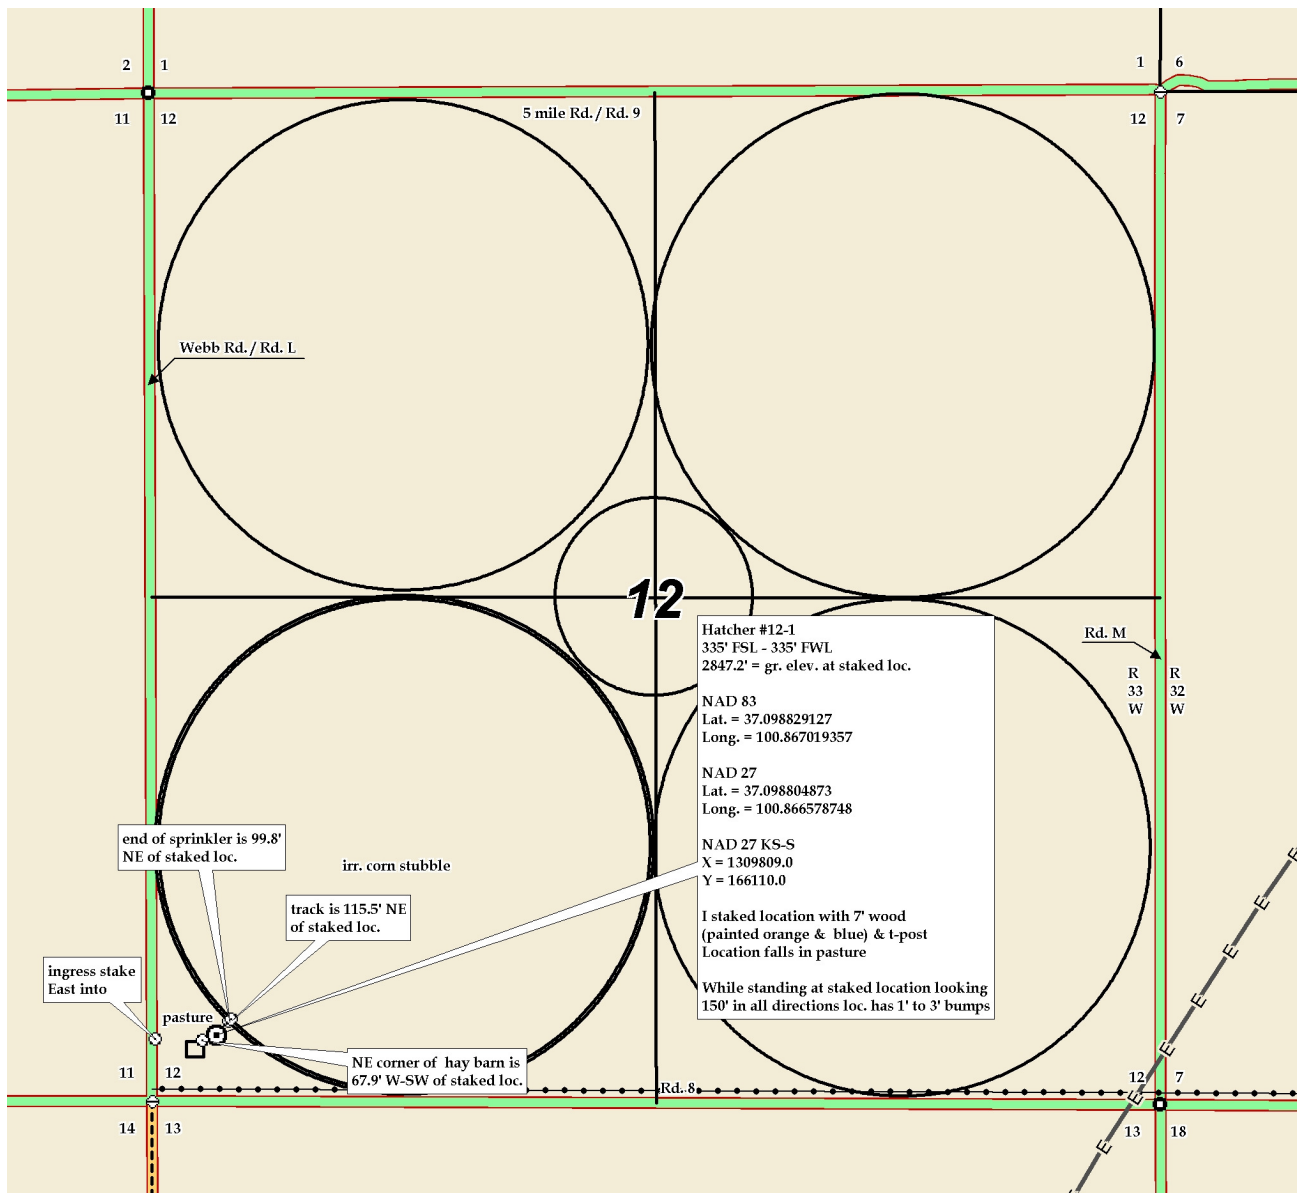 2 1
1 6
11 12
5 mile Rd. / Rd. 9
12 7
Webb Rd. / Rd. L
12
Hatcher #12-1
335' FSL - 335' FWL
2847.2' = gr. elev. at staked loc.
NAD 83
Lat. = 37.098829127
Long. = 100.867019357
NAD 27
Lat. = 37.098804873
Long. = 100.866578748
NAD 27 KS-S
X = 1309809.0
Y = 166110.0
I staked location with 7' wood
(painted orange & blue) & t-post
Location falls in pasture
While standing at staked location looking
150' in all directions loc. has 1' to 3' bumps
Rd. M
R R
33 32
W W
end of sprinkler is 99.8'
NE of staked loc.
irr. corn stubble
track is 115.5' NE
of staked loc.
ingress stake
East into
pasture
NE corner of hay barn is
67.9' W-SW of staked loc.
E
E
E
E
E
E
11 12
Rd. 8
12 7
14 13
13 18